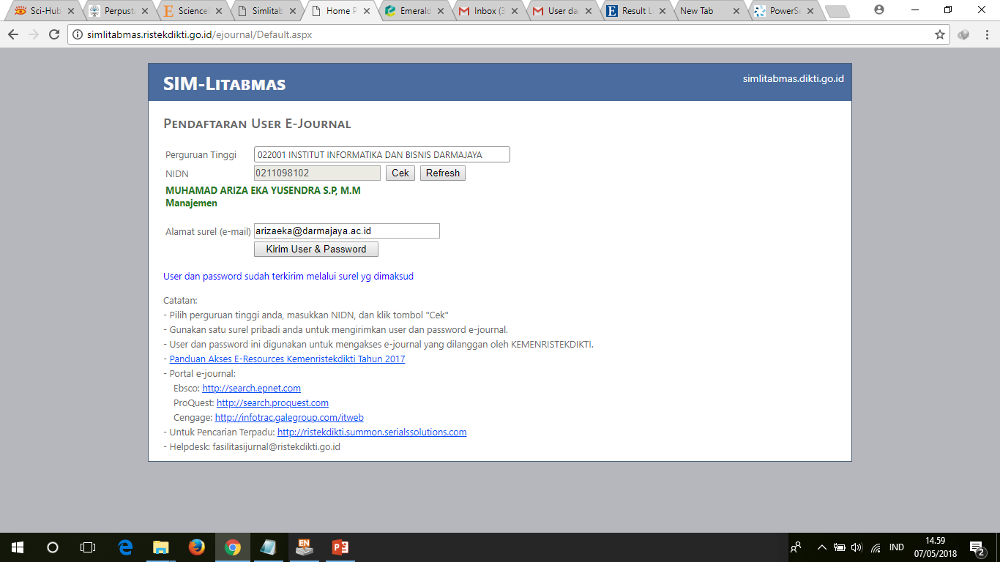 Sci-Hub
Perpust
Science
Simlitab
Home P
Emerald
Inbox (3
User da
Result L
New Tab
PowerSe
simlitabmas.ristekdikti.go.id/ejournal/Default.aspx
SIM-Litabmas
simlitabmas.dikti.go.id
Pendaftaran User E-Journal
Perguruan Tinggi 022001 INSTITUT INFORMATIKA DAN BISNIS DARMAJAYA
NIDN 0211098102 Cek Refresh
MUHAMAD ARIZA EKA YUSENDRA S.P, M.M
Manajemen
Alamat surel (e-mail) arizaeka@darmajaya.ac.id
Kirim User & Password
User dan password sudah terkirim melalui surel yg dimaksud
Catatan:
- Pilih perguruan tinggi anda, masukkan NIDN, dan klik tombol "Cek"
- Gunakan satu surel pribadi anda untuk mengirimkan user dan password e-journal.
- User dan password ini digunakan untuk mengakses e-journal yang dilanggan oleh KEMENRISTEKDIKTI.
- Panduan Akses E-Resources Kemenristekdikti Tahun 2017
- Portal e-journal:
Ebsco: http://search.epnet.com
ProQuest: http://search.proquest.com
Cengage: http://infotrac.galegroup.com/itweb
- Untuk Pencarian Terpadu: http://ristekdikti.summon.serialssolutions.com
- Helpdesk: fasilitasijurnal@ristekdikti.go.id
EN
IND
14.59
07/05/2018
2